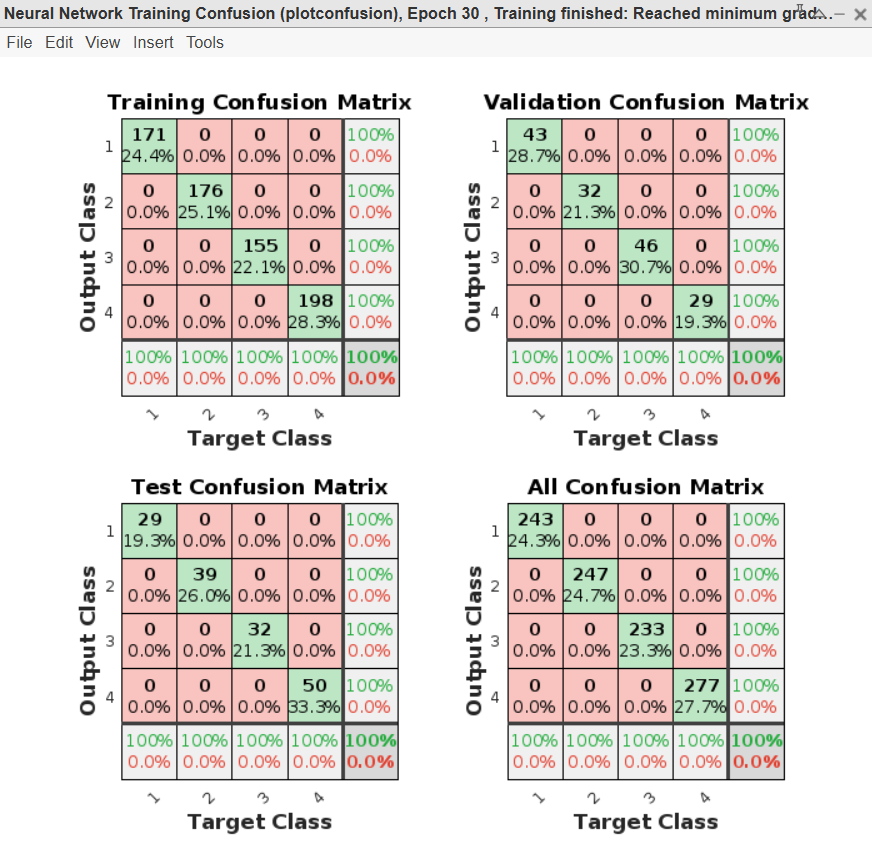 Neural Network Training Confusion (plotconfusion), Epoch 30 , Training finished: Reached minimum grad...
File Edit View Insert Tools
Training Confusion Matrix
1 171 0 0 0 100%
24.4% 0.0% 0.0% 0.0% 0.0%
2 0 176 0 0 100%
0.0% 25.1% 0.0% 0.0% 0.0%
3 0 0 155 0 100%
0.0% 0.0% 22.1% 0.0% 0.0%
4 0 0 0 198 100%
0.0% 0.0% 0.0% 28.3% 0.0%
100% 100% 100% 100% 100%
0.0% 0.0% 0.0% 0.0% 0.0%
1 2 3 4
Output Class
Target Class
Validation Confusion Matrix
1 43 0 0 0 100%
28.7% 0.0% 0.0% 0.0% 0.0%
2 0 32 0 0 100%
0.0% 21.3% 0.0% 0.0% 0.0%
3 0 0 46 0 100%
0.0% 0.0% 30.7% 0.0% 0.0%
4 0 0 0 29 100%
0.0% 0.0% 0.0% 19.3% 0.0%
100% 100% 100% 100% 100%
0.0% 0.0% 0.0% 0.0% 0.0%
1 2 3 4
Output Class
Target Class
Test Confusion Matrix
1 29 0 0 0 100%
19.3% 0.0% 0.0% 0.0% 0.0%
2 0 39 0 0 100%
0.0% 26.0% 0.0% 0.0% 0.0%
3 0 0 32 0 100%
0.0% 0.0% 21.3% 0.0% 0.0%
4 0 0 0 50 100%
0.0% 0.0% 0.0% 33.3% 0.0%
100% 100% 100% 100% 100%
0.0% 0.0% 0.0% 0.0% 0.0%
1 2 3 4
Output Class
Target Class
All Confusion Matrix
1 243 0 0 0 100%
24.3% 0.0% 0.0% 0.0% 0.0%
2 0 247 0 0 100%
0.0% 24.7% 0.0% 0.0% 0.0%
3 0 0 233 0 100%
0.0% 0.0% 23.3% 0.0% 0.0%
4 0 0 0 277 100%
0.0% 0.0% 0.0% 27.7% 0.0%
100% 100% 100% 100% 100%
0.0% 0.0% 0.0% 0.0% 0.0%
1 2 3 4
Output Class
Target Class